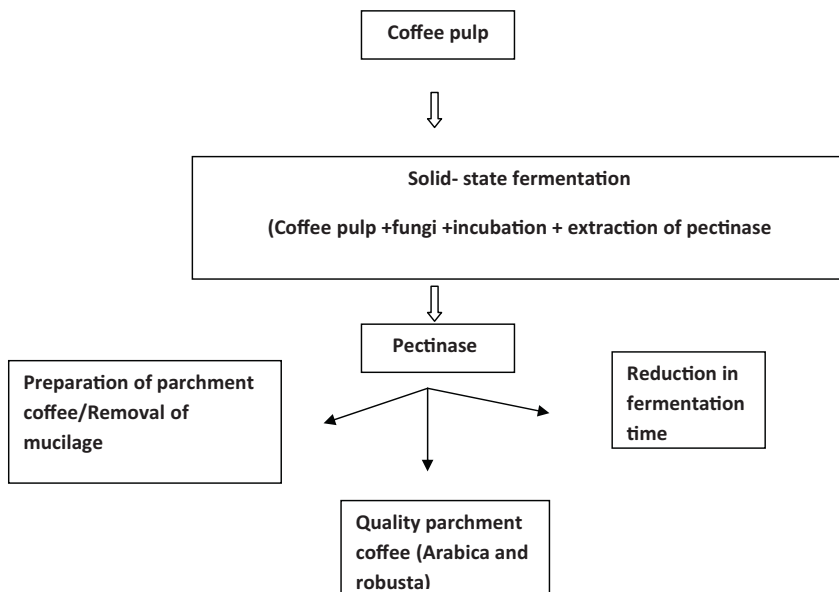 Coffee pulp
Solid- state fermentation
(Coffee pulp +fungi +incubation + extraction of pectinase
Pectinase
Preparation of parchment
coffee/Removal of
mucilage
Reduction in
fermentation
time
Quality parchment
coffee (Arabica and
robusta)